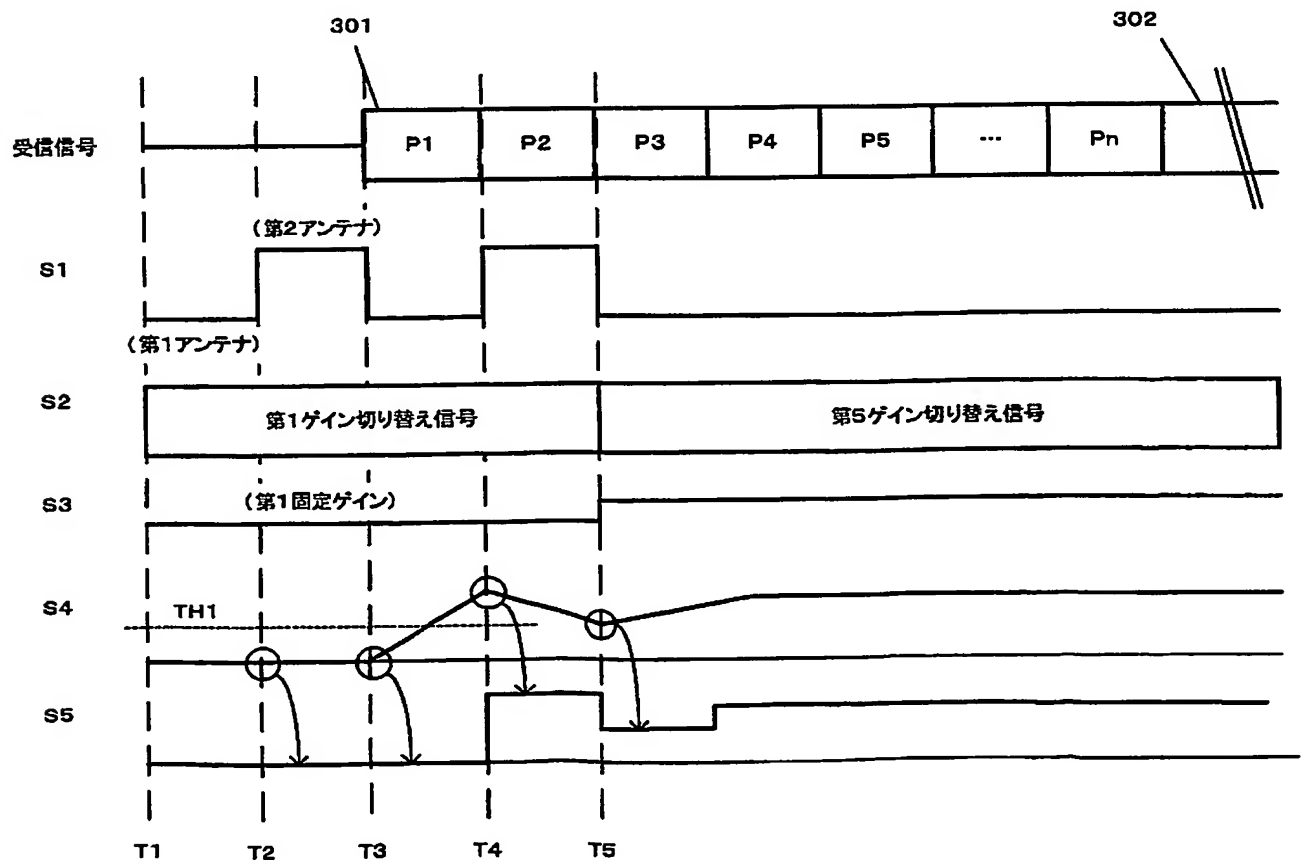 301
302
受信信号
P1 P2 P3 P4 P5 ... Pn
(第2アンテナ)
S1
(第1アンテナ)
S2
第1ゲイン切り替え信号
第5ゲイン切り替え信号
S3
(第1固定ゲイン)
S4
TH1
S5
T1 T2 T3 T4 T5